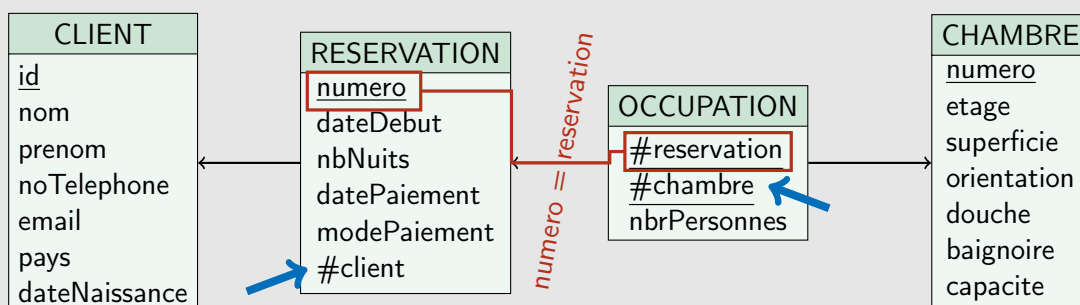 CLIENT
id
nom
prenom
noTelephone
email
pays
dateNaissance
RESERVATION
numero
dateDebut
nbNuits
datePaiement
modePaiement
#client
numero = reservation
OCCUPATION
#reservation
#chambre
nbrPersonnes
CHAMBRE
numero
etage
superficie
orientation
douche
baignoire
capacite